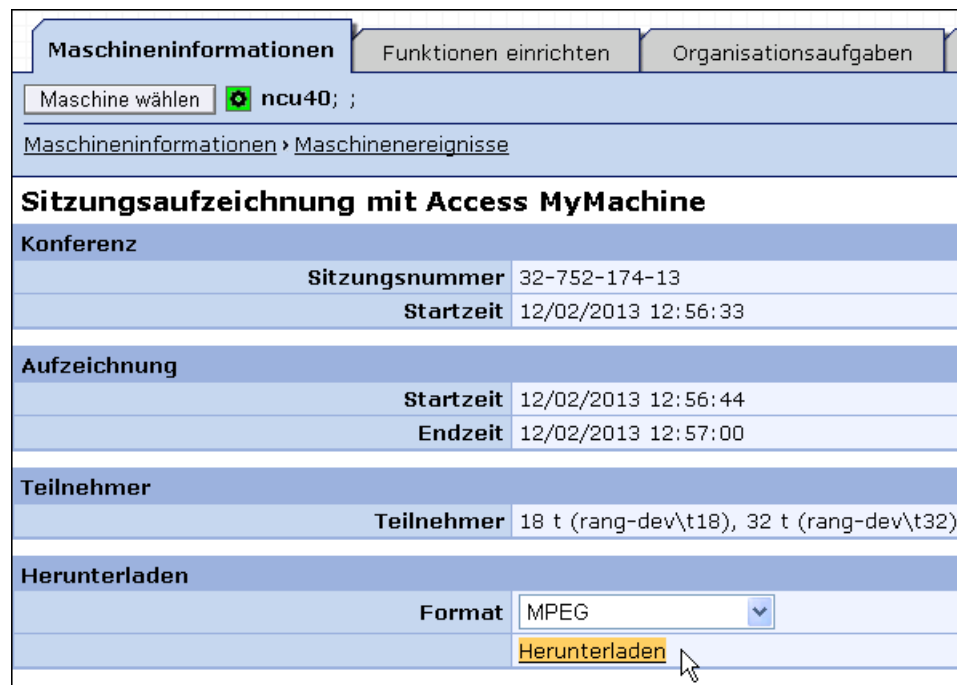 Maschineninformationen Funktionen einrichten Organisationsaufgaben
Maschine wählen ncu40; ;
Maschineninformationen › Maschinenereignisse
Sitzungsaufzeichnung mit Access MyMachine
Konferenz
Sitzungsnummer 32-752-174-13
Startzeit 12/02/2013 12:56:33
Aufzeichnung
Startzeit 12/02/2013 12:56:44
Endzeit 12/02/2013 12:57:00
Teilnehmer
Teilnehmer 18 t (rang-dev\t18), 32 t (rang-dev\t32)
Herunterladen
Format MPEG
Herunterladen